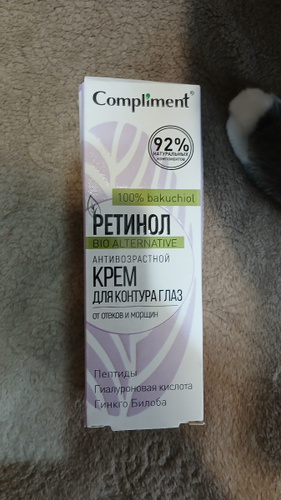 Compliment®
92%
НАТУРАЛЬНЫХ
КОМПОНЕНТОВ
100% bakuchiol
РЕТИНОЛ
BIO ALTERNATIVE
АНТИВОЗРАСТНОЙ
КРЕМ
ДЛЯ КОНТУРА ГЛАЗ
от отеков и морщин
Пептиды
Гиалуроновая кислота
Гинкго Билоба